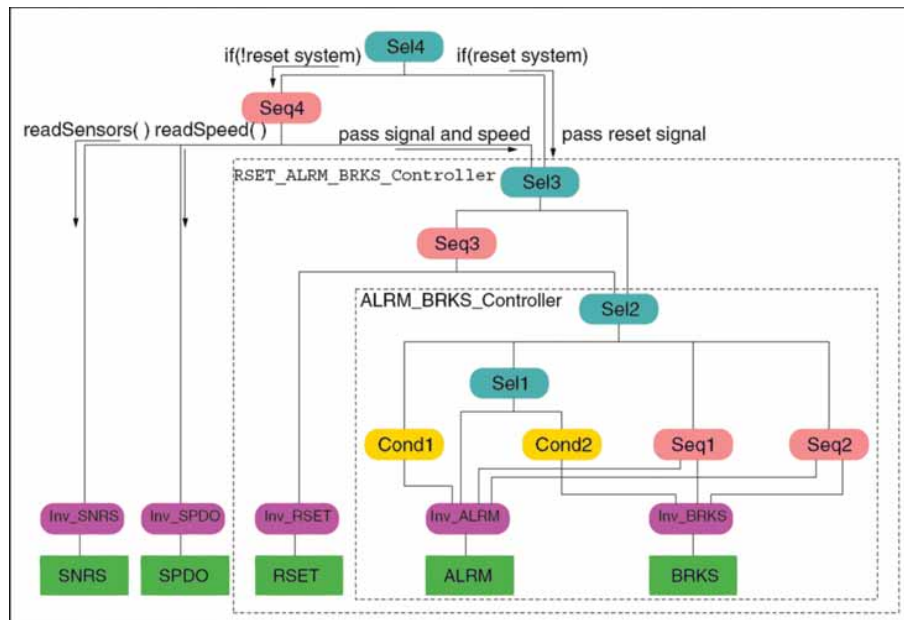 Sel4
if(!reset system)
if(reset system)
Seq4
readSensors( ) readSpeed( )
pass signal and speed
pass reset signal
RSET_ALRM_BRKS_Controller
Sel3
Seq3
ALRM_BRKS_Controller
Sel2
Sel1
Cond1
Cond2
Seq1
Seq2
Inv_SNRS
Inv_SPDO
Inv_RSET
Inv_ALRM
Inv_BRKS
SNRS
SPDO
RSET
ALRM
BRKS